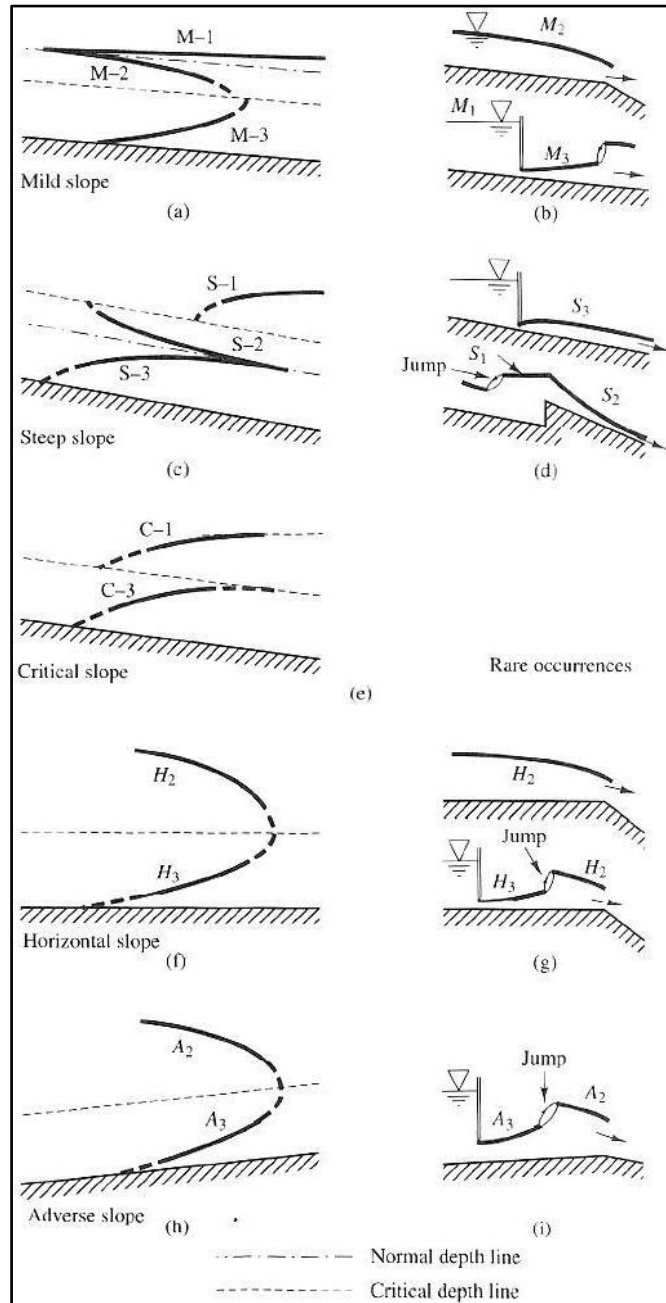 M–1
M–2
M–3
Mild slope
(a)
M2
M1
M3
(b)
S–1
S–2
S–3
Steep slope
(c)
S3
Jump
S1
S2
(d)
C–1
C–3
Critical slope
Rare occurrences
(e)
H2
H3
Horizontal slope
(f)
H2
Jump
H3
H2
(g)
A2
A3
Adverse slope
(h)
Jump
A3
A2
(i)
Normal depth line
Critical depth line